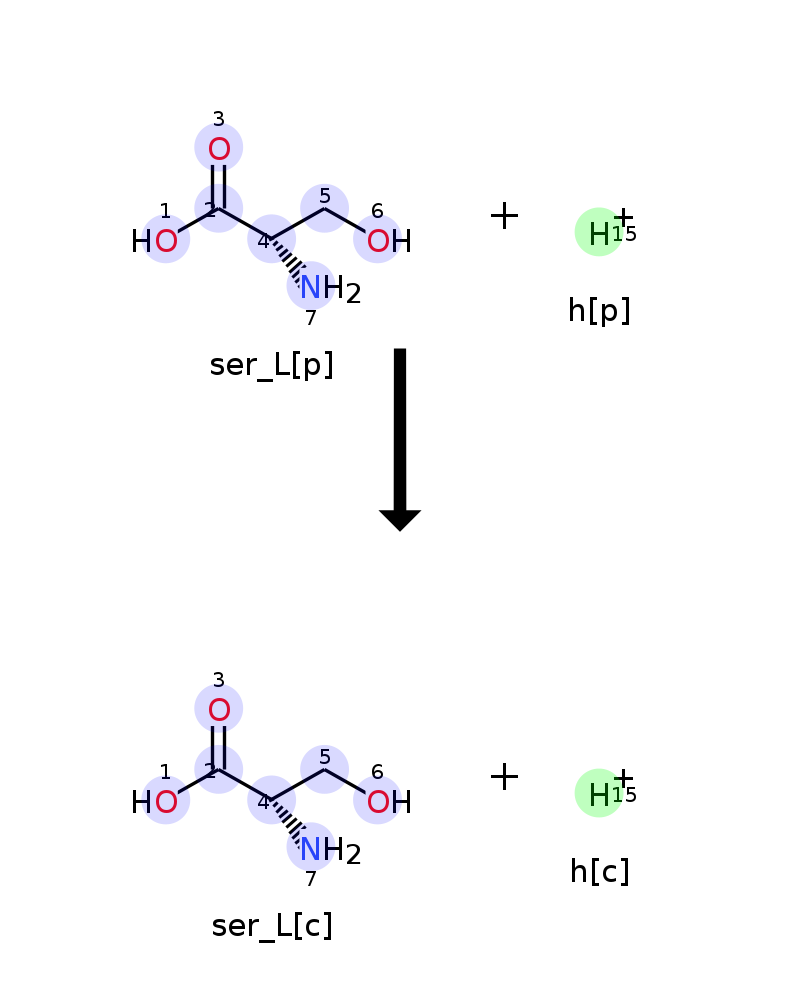 3
O
1 2 5 6
HO 4 OH + H+ 15
NH2
7
h[p]
ser_L[p]
3
O
1 2 5 6
HO 4 OH + H+ 15
NH2
7
h[c]
ser_L[c]